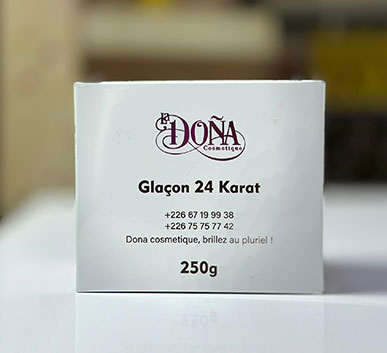 La DOÑA
Cosmetique
Glaçon 24 Karat
+226 67 19 99 38
+226 75 75 77 42
Dona cosmetique, brillez au pluriel !
250g